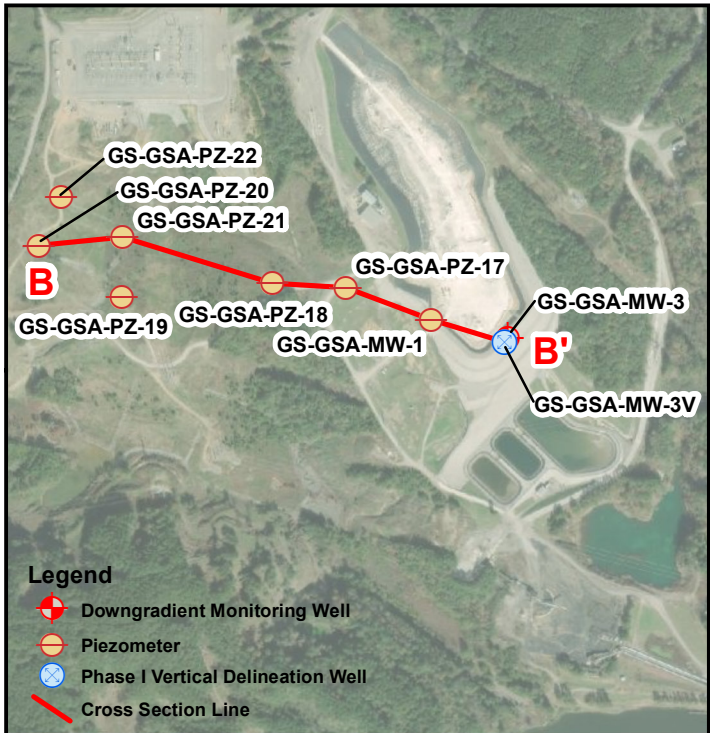 GS-GSA-PZ-22
GS-GSA-PZ-20
GS-GSA-PZ-21
B
GS-GSA-PZ-19
GS-GSA-PZ-18
GS-GSA-PZ-17
GS-GSA-MW-1
GS-GSA-MW-3
B'
GS-GSA-MW-3V
Legend
Downgradient Monitoring Well
Piezometer
Phase I Vertical Delineation Well
Cross Section Line